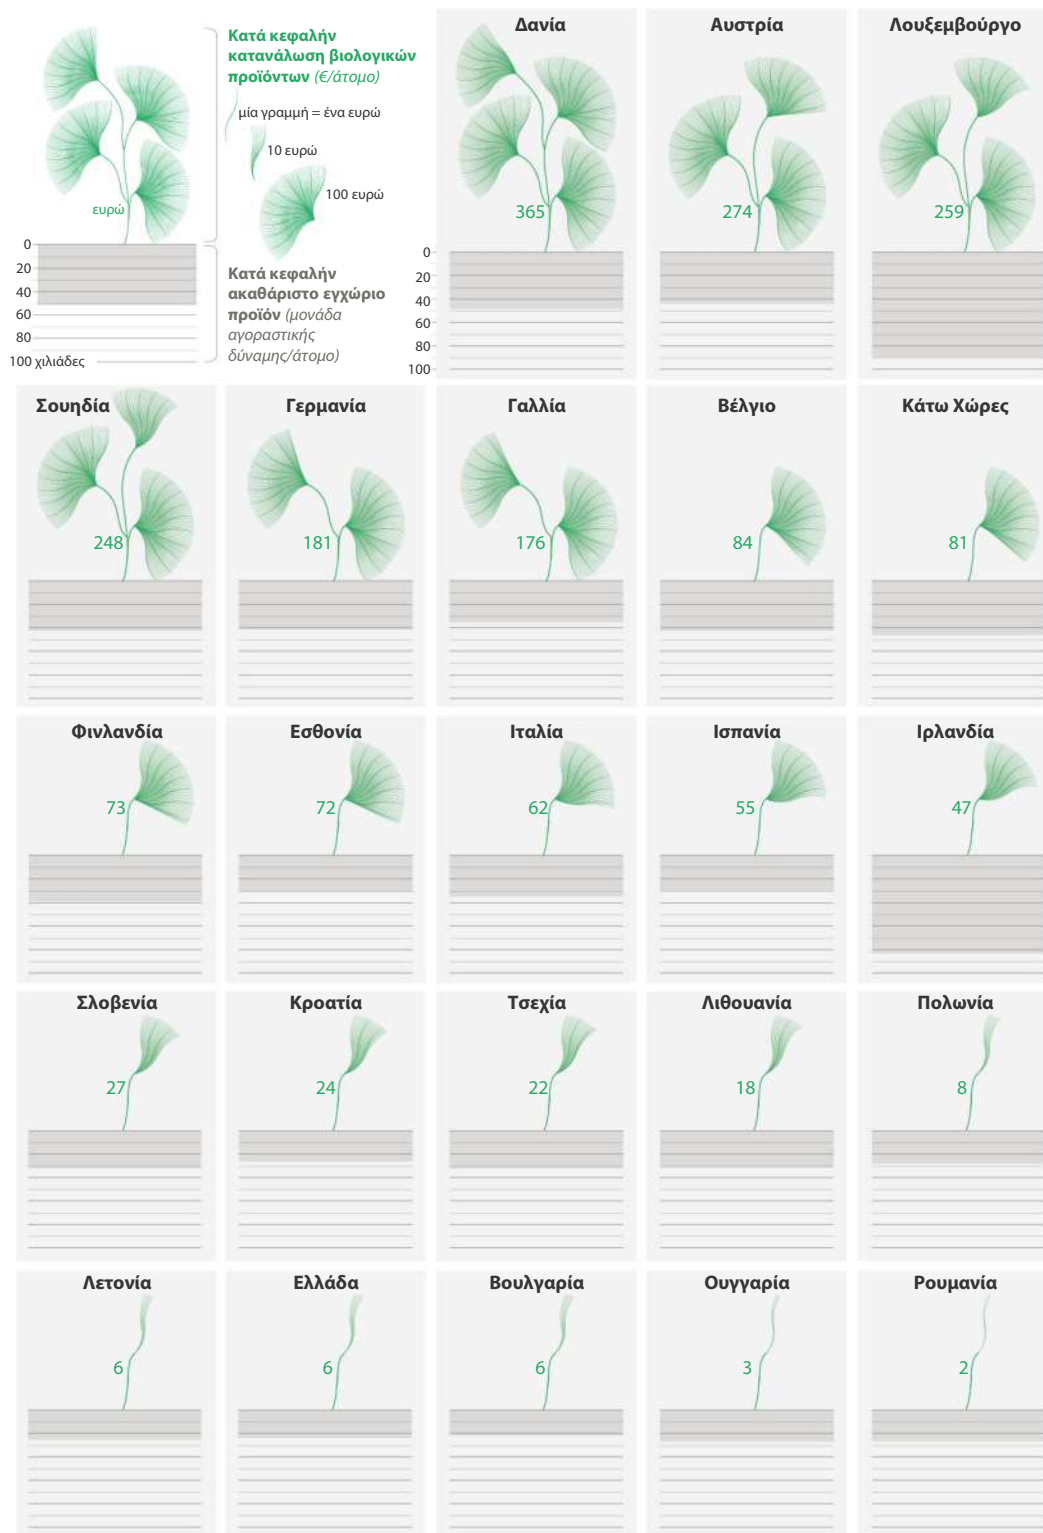 Κατά κεφαλήν
κατανάλωση βιολογικών
προϊόντων (€/άτομο)
μία γραμμή = ένα ευρώ
10 ευρώ
100 ευρώ
ευρώ
0
20
40
60
80
100 χιλιάδες
Κατά κεφαλήν
ακαθάριστο εγχώριο
προϊόν (μονάδα
αγοραστικής
δύναμης/άτομο)
Δανία
365
0
20
40
60
80
100
Αυστρία
274
Λουξεμβούργο
259
Σουηδία
248
Γερμανία
181
Γαλλία
176
Βέλγιο
84
Κάτω Χώρες
81
Φινλανδία
73
Εσθονία
72
Ιταλία
62
Ισπανία
55
Ιρλανδία
47
Σλοβενία
27
Κροατία
24
Τσεχία
22
Λιθουανία
18
Πολωνία
8
Λετονία
6
Ελλάδα
6
Βουλγαρία
6
Ουγγαρία
3
Ρουμανία
2